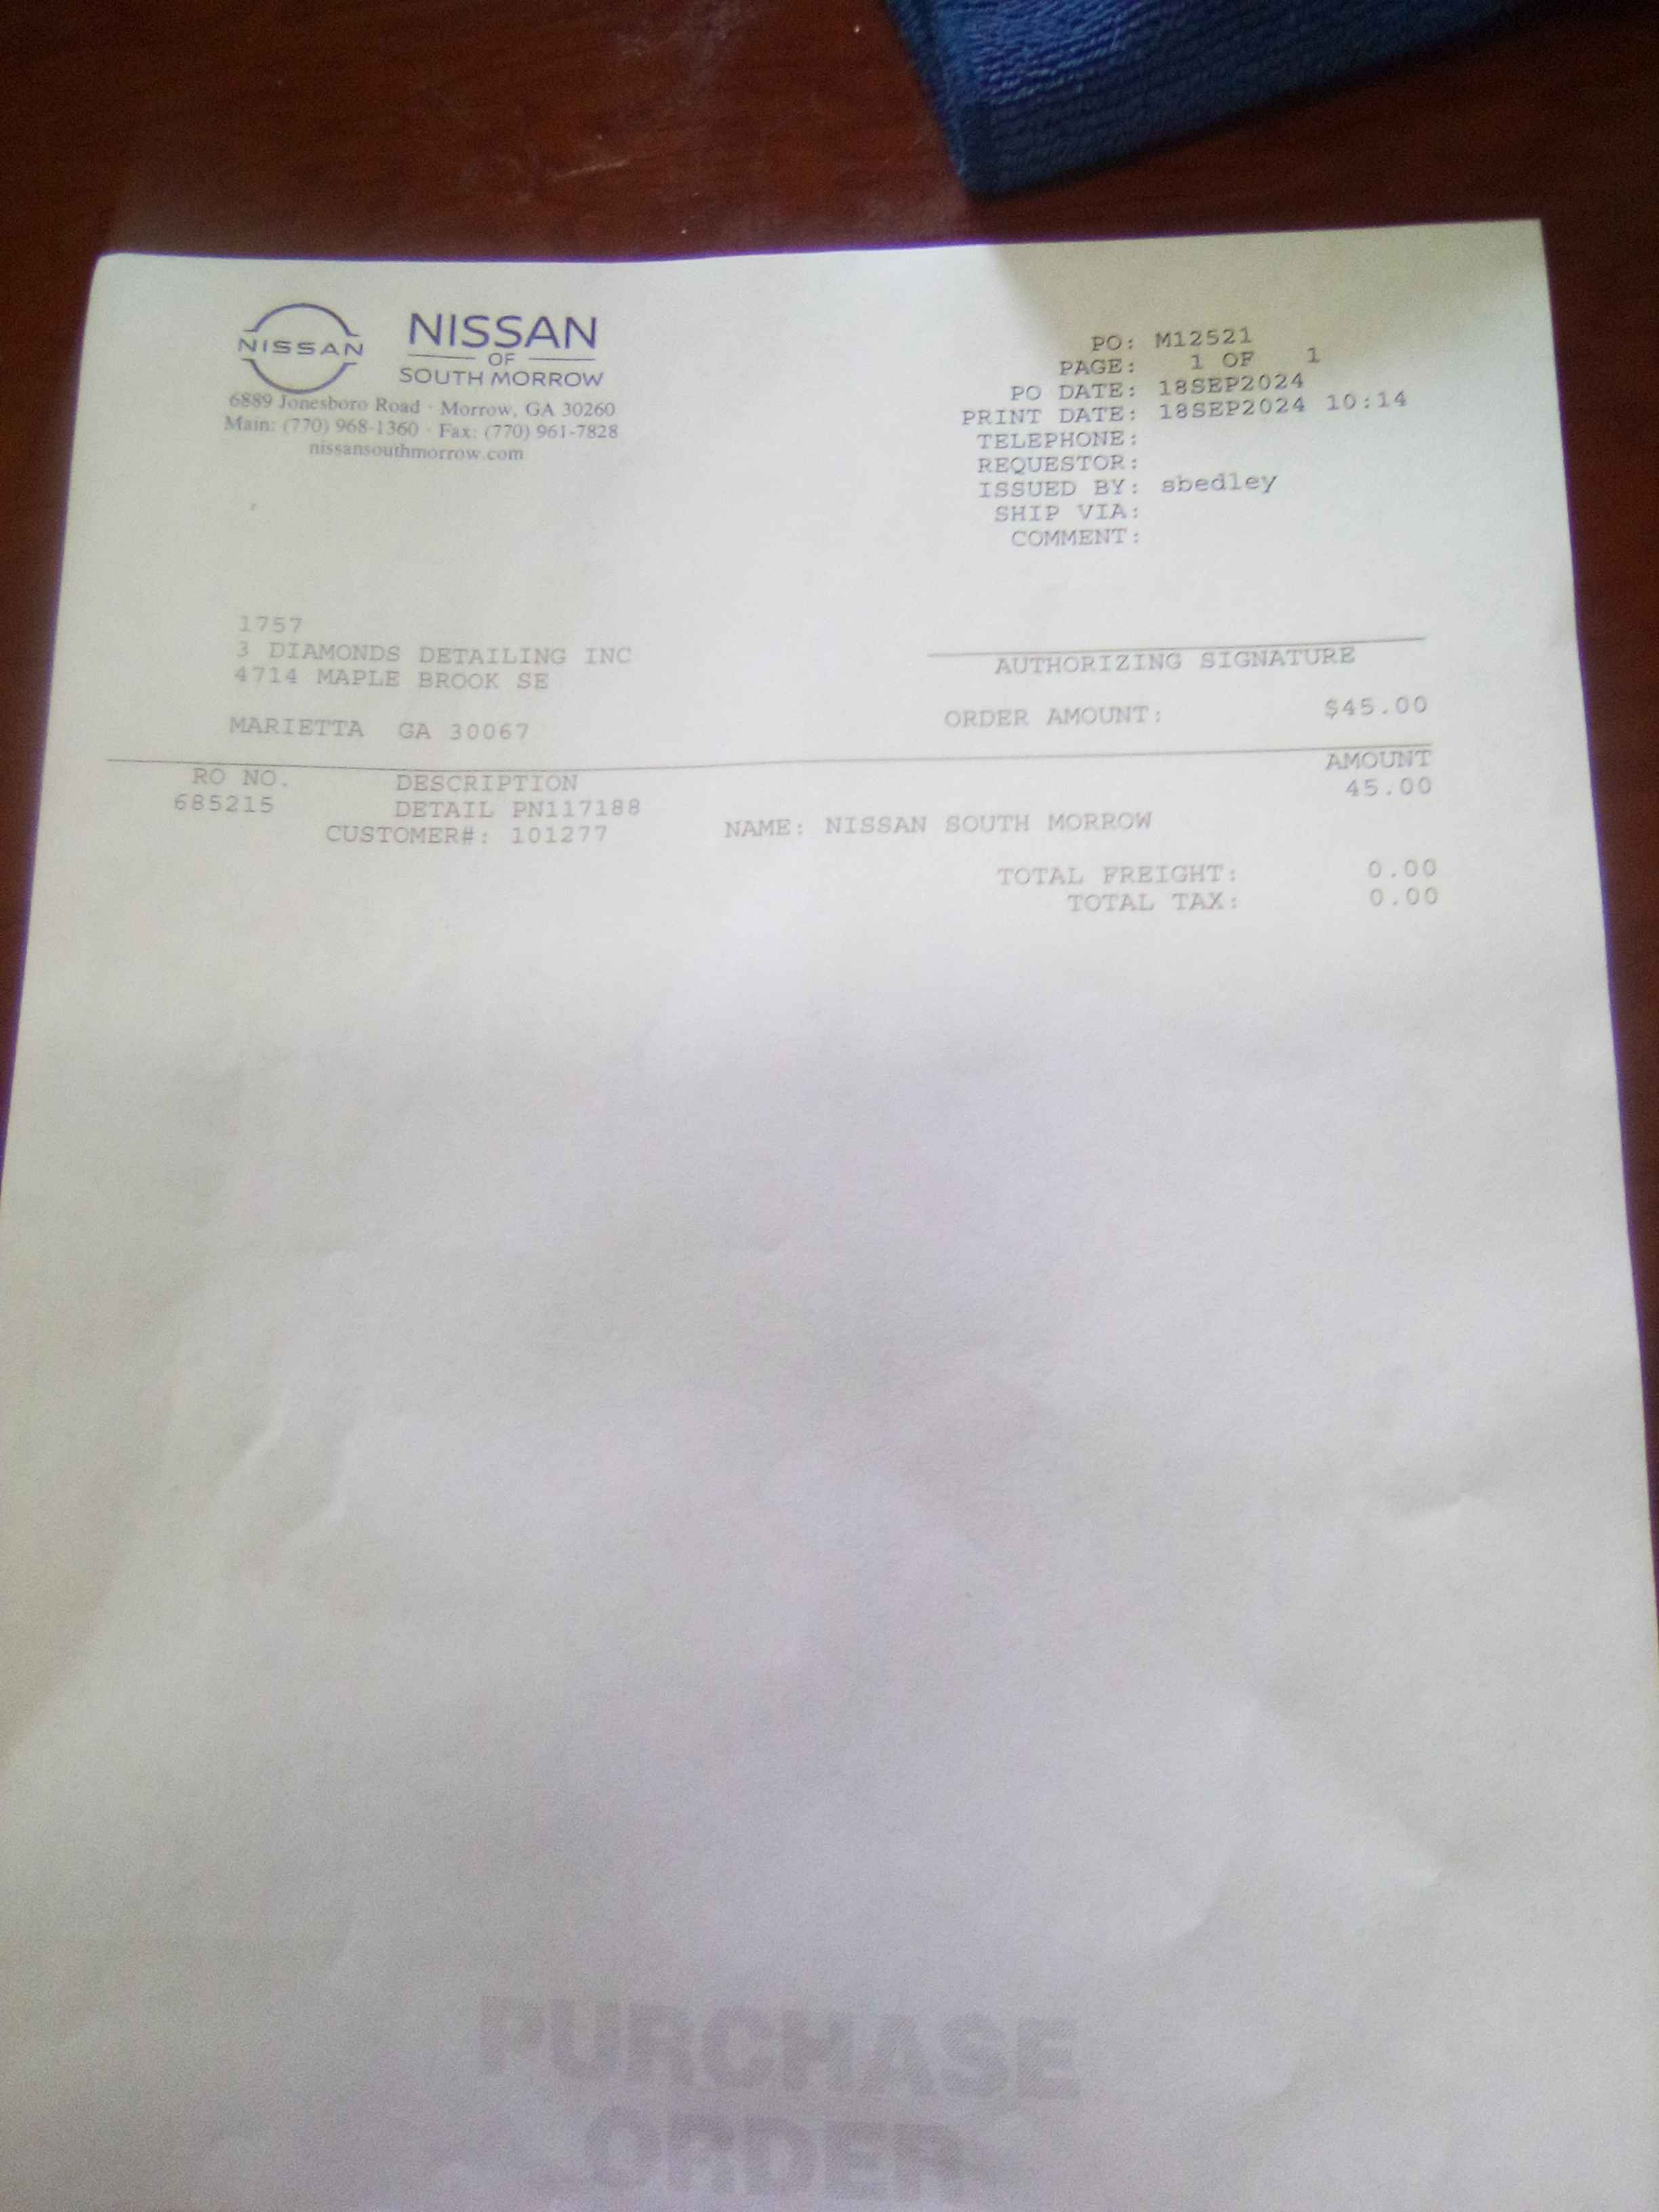 NISSAN
NISSAN
OF
SOUTH MORROW
6889 Jonesboro Road · Morrow, GA 30260
Main: (770) 968-1360 · Fax: (770) 961-7828
nissansouthmorrow.com
PO: M12521
PAGE: 1 OF 1
PO DATE: 18SEP2024
PRINT DATE: 18SEP2024 10:14
TELEPHONE:
REQUESTOR:
ISSUED BY: sbedley
SHIP VIA:
COMMENT:
1757
3 DIAMONDS DETAILING INC
4714 MAPLE BROOK SE
MARIETTA GA 30067
AUTHORIZING SIGNATURE
ORDER AMOUNT: $45.00
RO NO. DESCRIPTION AMOUNT
685215 DETAIL PN117188 45.00
CUSTOMER#: 101277 NAME: NISSAN SOUTH MORROW
TOTAL FREIGHT: 0.00
TOTAL TAX: 0.00
PURCHASE
ORDER